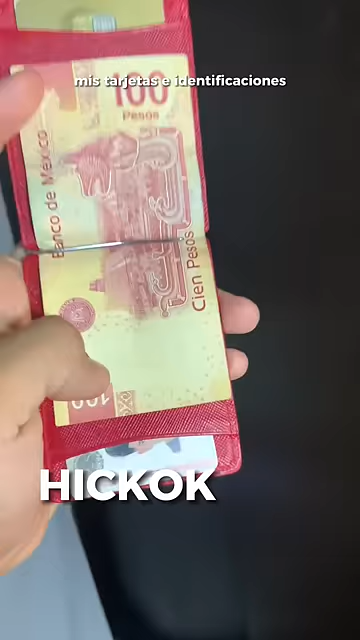 mis tarjetas e identificaciones
100
Pesos
Banco de México
Cien Pesos
100
HICKOK